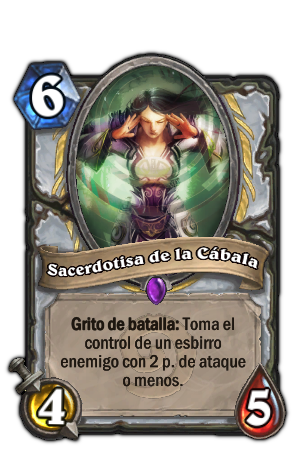 6
Sacerdotisa de la Cábala
Grito de batalla: Toma el
control de un esbirro
enemigo con 2 p. de ataque
o menos.
4
5